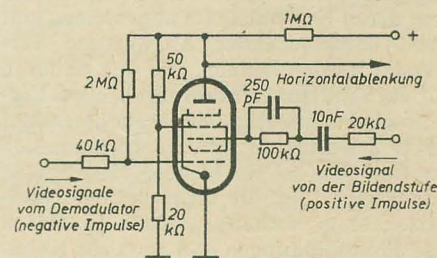 1MΩ
+
50
kΩ
2MΩ
Horizontalablenkung
250
pF
10nF
20kΩ
40kΩ
100kΩ
Videosignale
vom Demodulator
(negative Impulse)
20
kΩ
Videosignal
von der Bildendstufe
(positive Impulse)